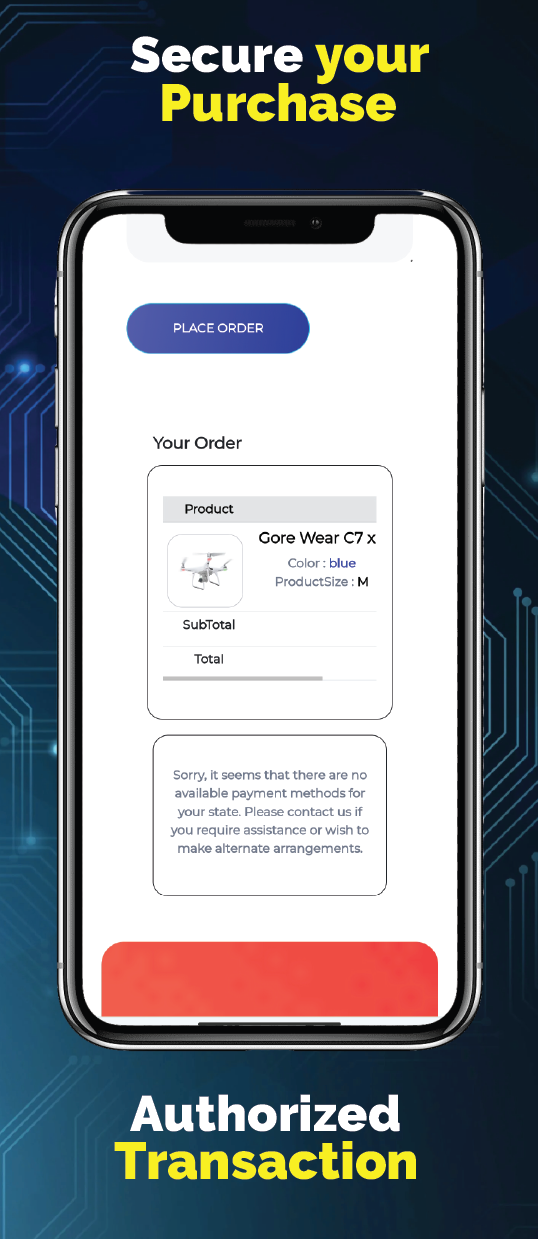 Secure your
Purchase
PLACE ORDER
Your Order
Product
Gore Wear C7 x
Color : blue
ProductSize : M
SubTotal
Total
Sorry, it seems that there are no
available payment methods for
your state. Please contact us if
you require assistance or wish to
make alternate arrangements.
Authorized
Transaction